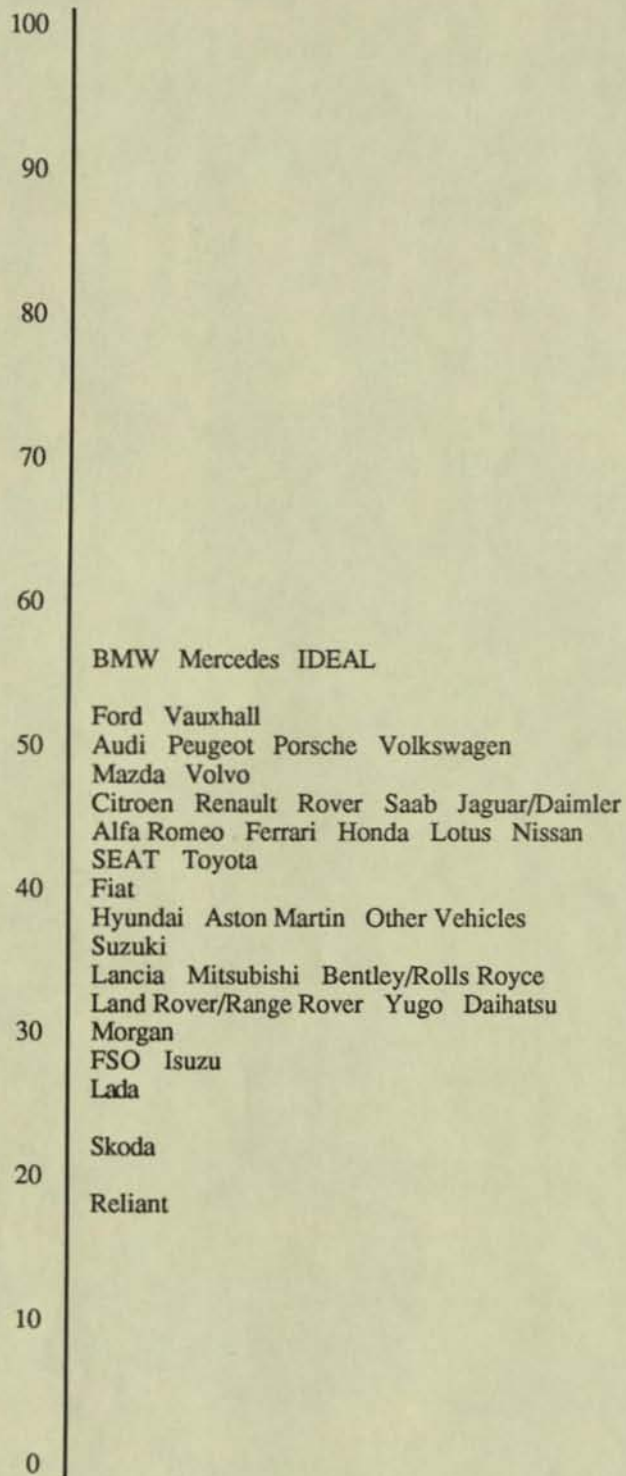 100
90
80
70
60
BMW Mercedes IDEAL
Ford Vauxhall
50 Audi Peugeot Porsche Volkswagen
Mazda Volvo
Citroen Renault Rover Saab Jaguar/Daimler
Alfa Romeo Ferrari Honda Lotus Nissan
SEAT Toyota
40 Fiat
Hyundai Aston Martin Other Vehicles
Suzuki
Lancia Mitsubishi Bentley/Rolls Royce
Land Rover/Range Rover Yugo Daihatsu
30 Morgan
FSO Isuzu
Lada
Skoda
20
Reliant
10
0